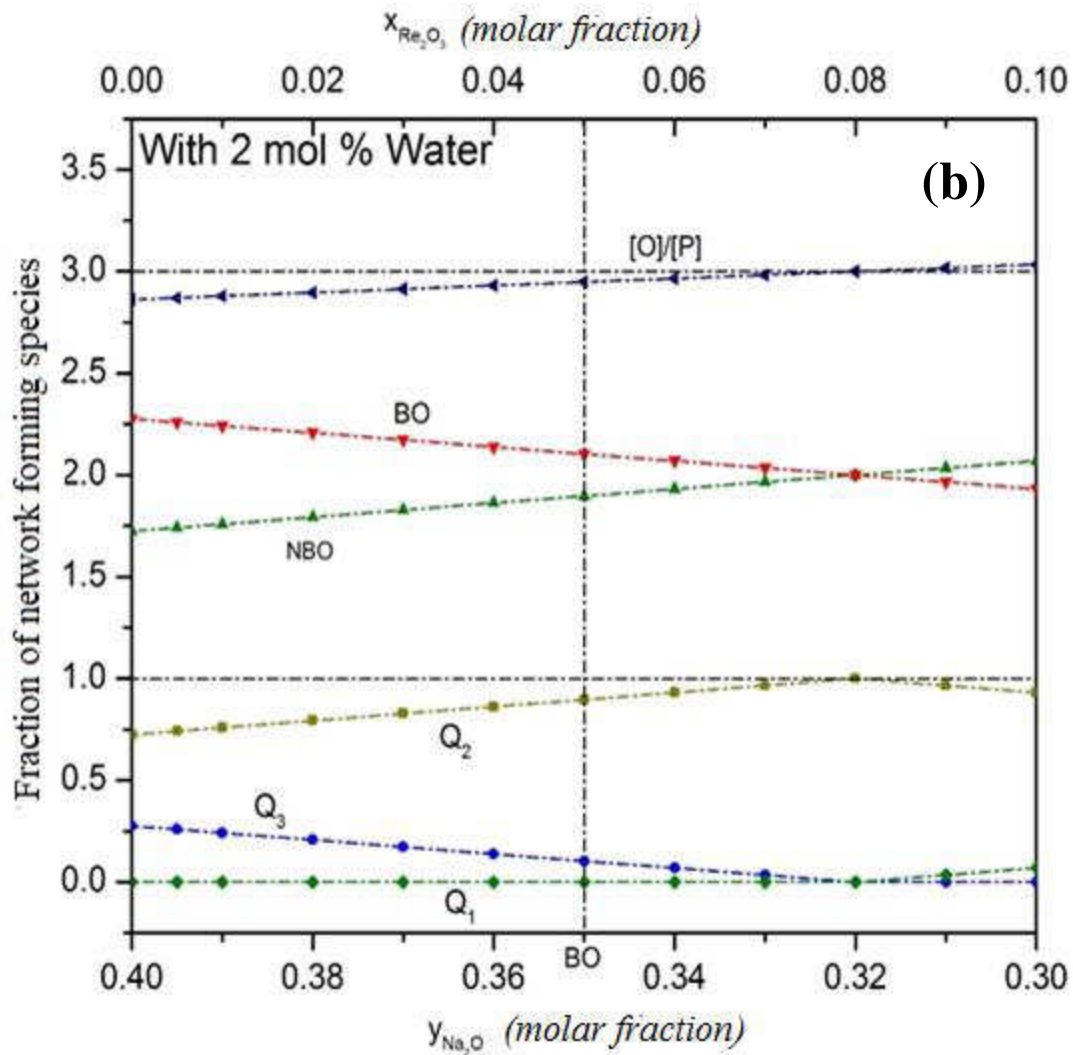 x_Re₂O₃ (molar fraction)
0.00 0.02 0.04 0.06 0.08 0.10
With 2 mol % Water
(b)
3.5
[O]/[P]
3.0
2.5
BO
2.0
NBO
1.5
1.0
Q₂
0.5
Q₃
0.0
Q₁
Fraction of network forming species
BO
0.40 0.38 0.36 0.34 0.32 0.30
y_Na₂O (molar fraction)